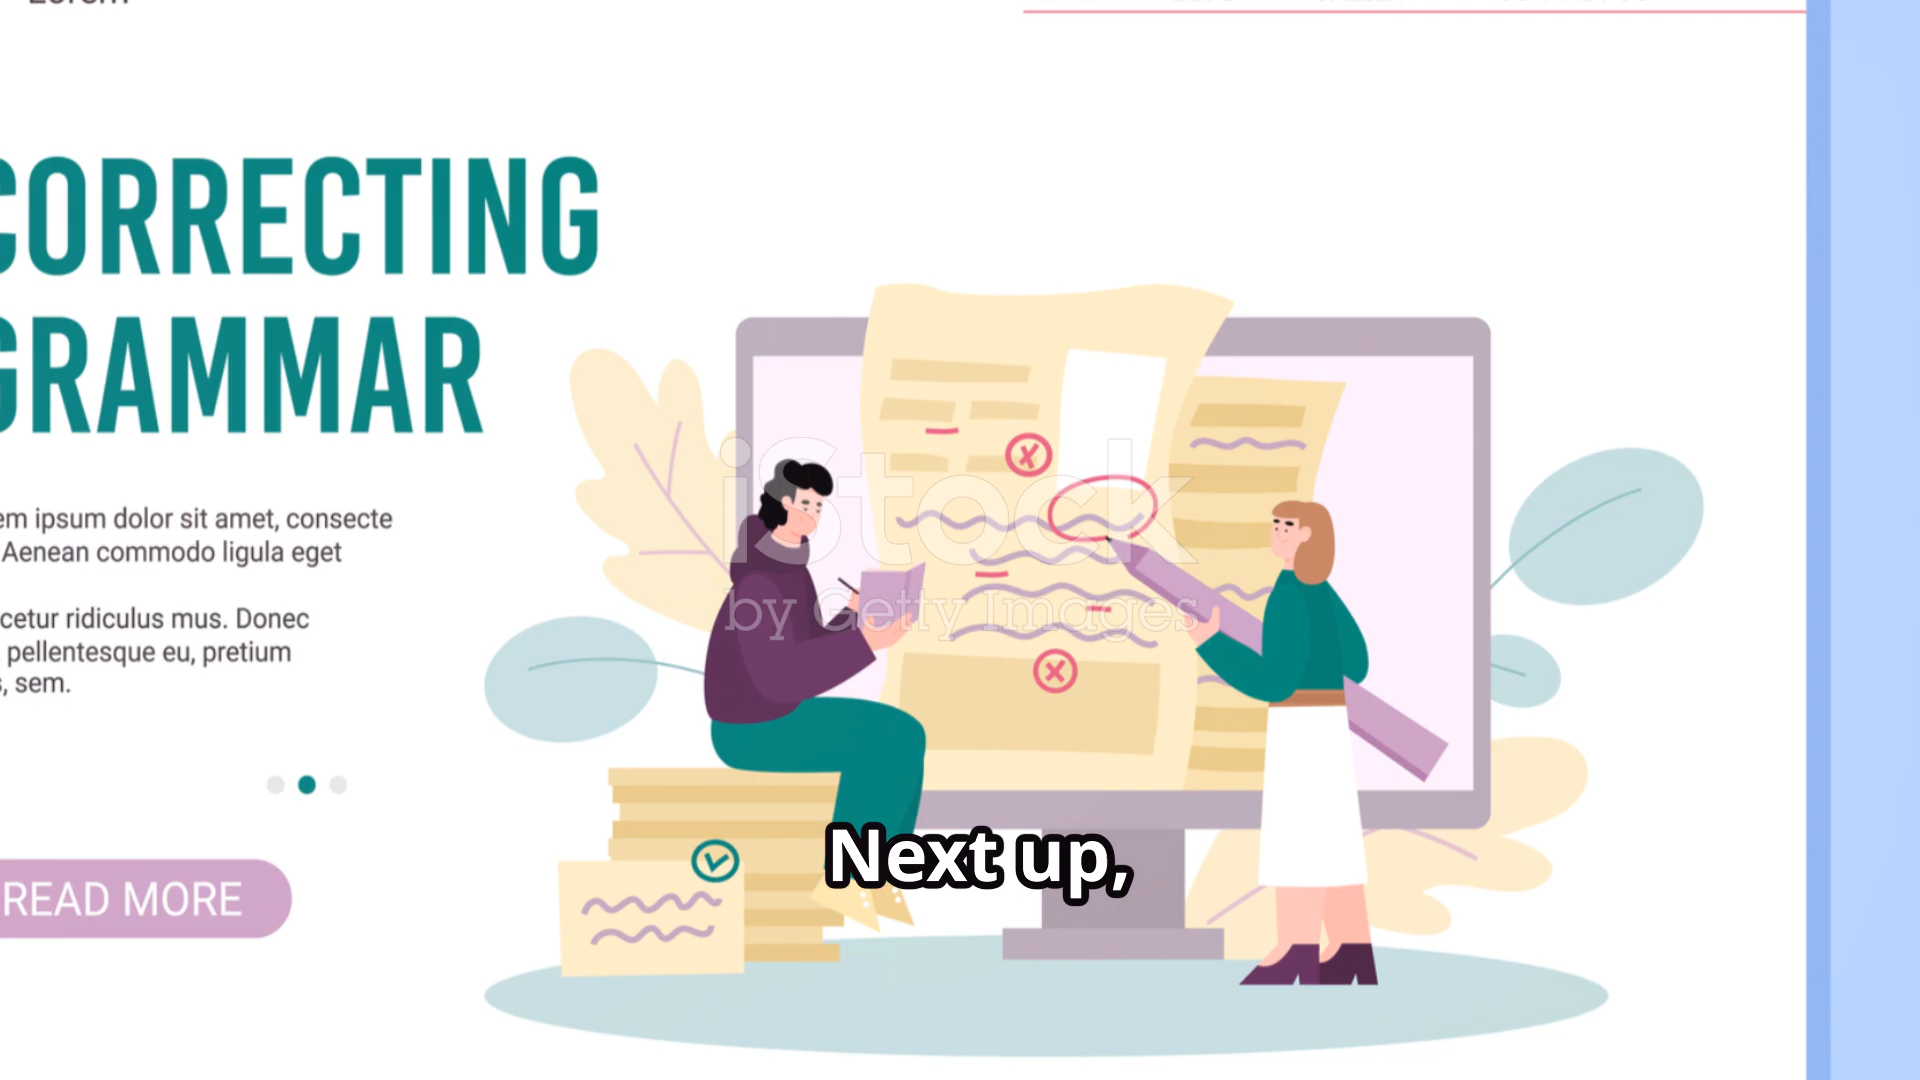 CORRECTING
GRAMMAR
em ipsum dolor sit amet, consecte
Aenean commodo ligula eget
cetur ridiculus mus. Donec
pellentesque eu, pretium
s, sem.
READ MORE
iStock
by Getty Images
Next up,